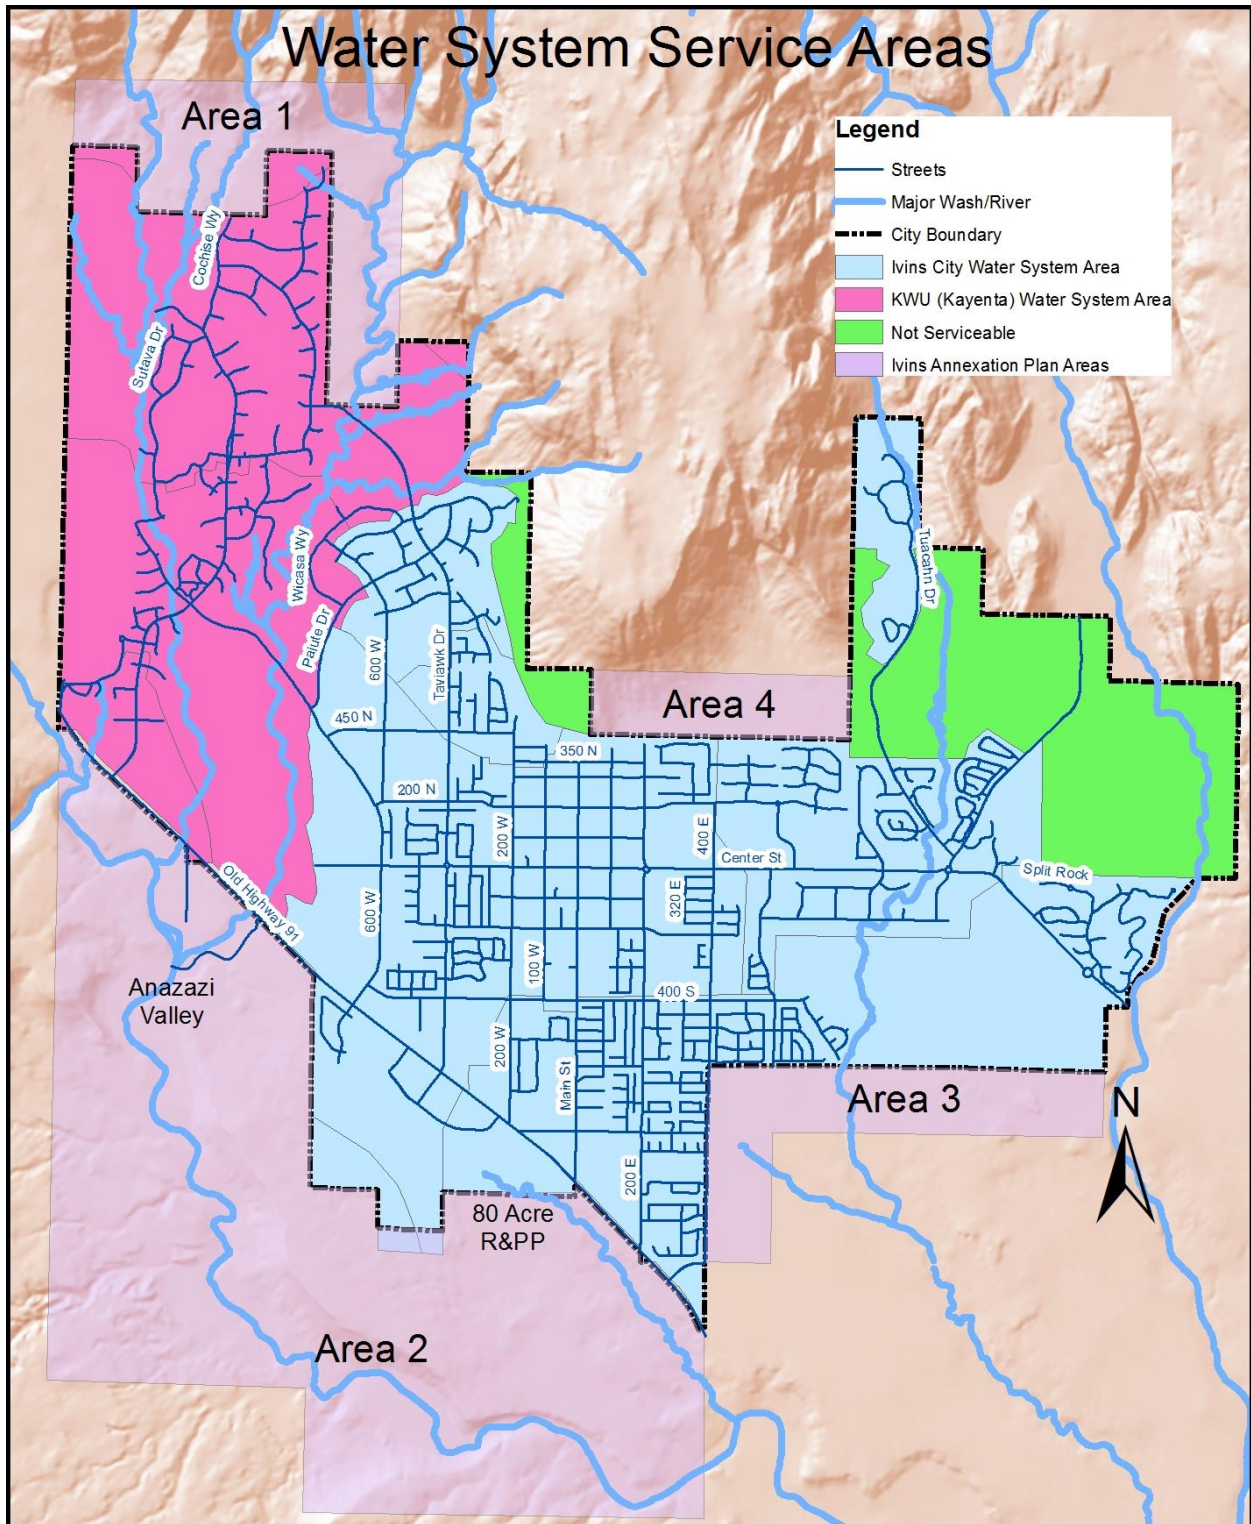 Water System Service Areas
Area 1
Legend
Streets
Major Wash/River
City Boundary
Ivins City Water System Area
KWU (Kayenta) Water System Area
Not Serviceable
Ivins Annexation Plan Areas
Cochise Wy
Sutava Dr
Wicasa Wy
Paiute Dr
600 W
Taviawk Dr
Tuacahn Dr
Area 4
450 N
350 N
200 N
200 W
400 E
Center St
Split Rock
320 E
Old Highway 91
600 W
100 W
400 S
Anazazi
Valley
200 W
Main St
Area 3
N
200 E
80 Acre
R&PP
Area 2